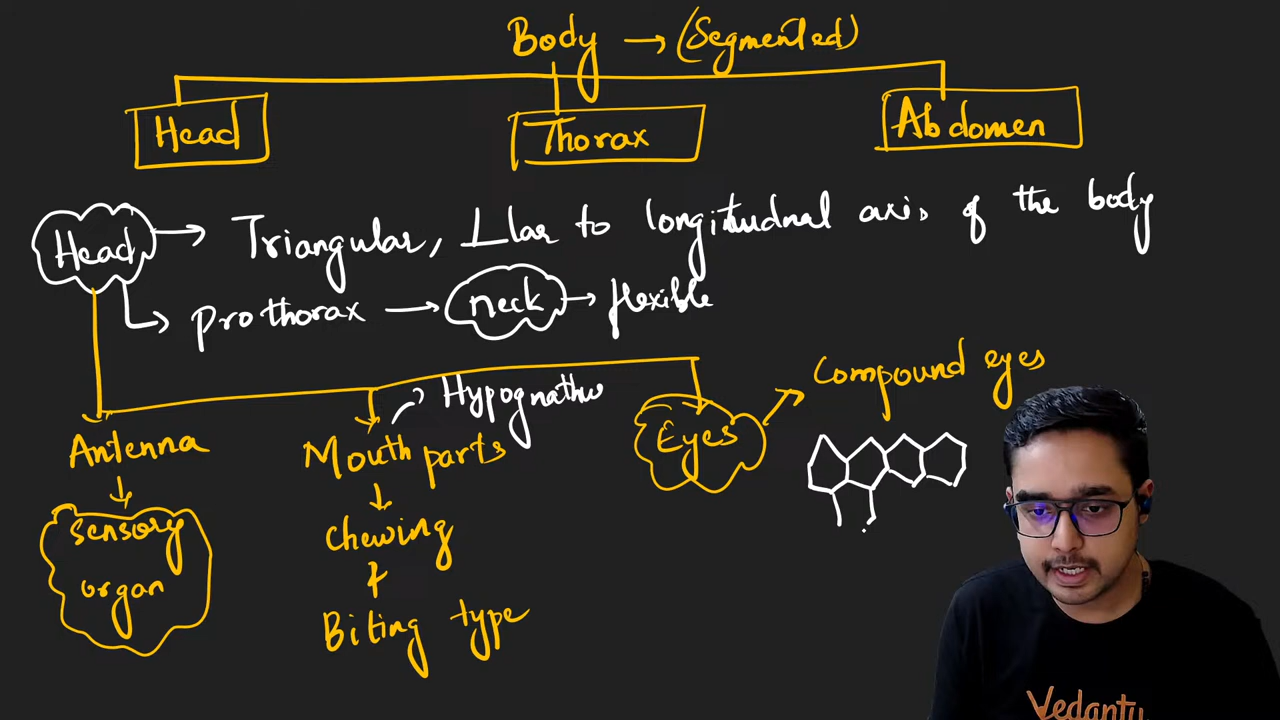 Body → (Segmented)
Head Thorax Abdomen
Head → Triangular, ⊥lar to longitudnal axis of the body
→ prothorax → neck → flexible
Compound eyes
→ Hypognathu
Antenna Mouth parts Eyes
sensory
organ
Chewing
+
Biting type
Vedantu